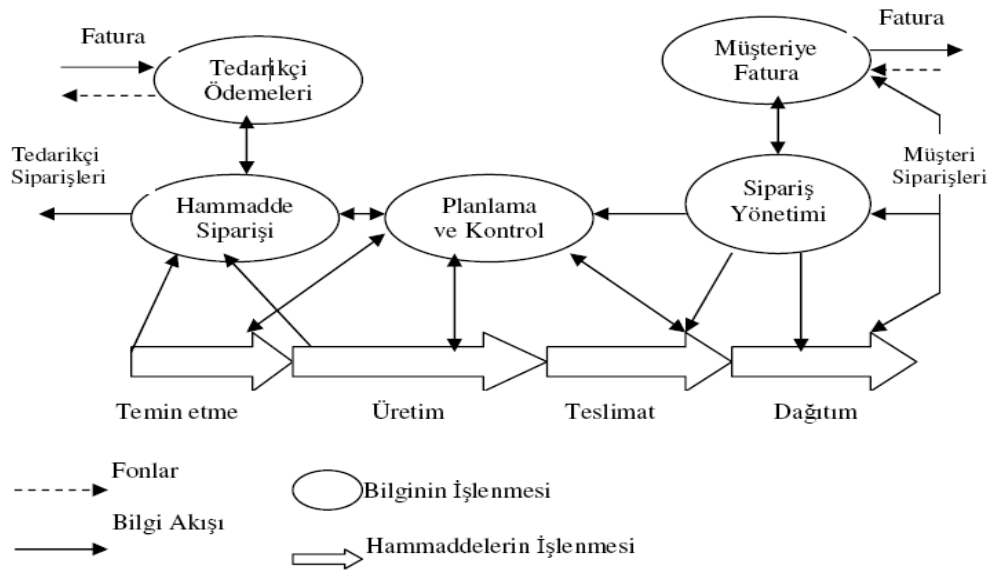 Fatura
Fatura
Tedarikçi
Ödemeleri
Müşteriye
Fatura
Tedarikçi
Siparişleri
Hammadde
Siparişi
Planlama
ve Kontrol
Sipariş
Yönetimi
Müşteri
Siparişleri
Temin etme
Üretim
Teslimat
Dağıtım
Fonlar
Bilginin İşlenmesi
Bilgi Akışı
Hammaddelerin İşlenmesi